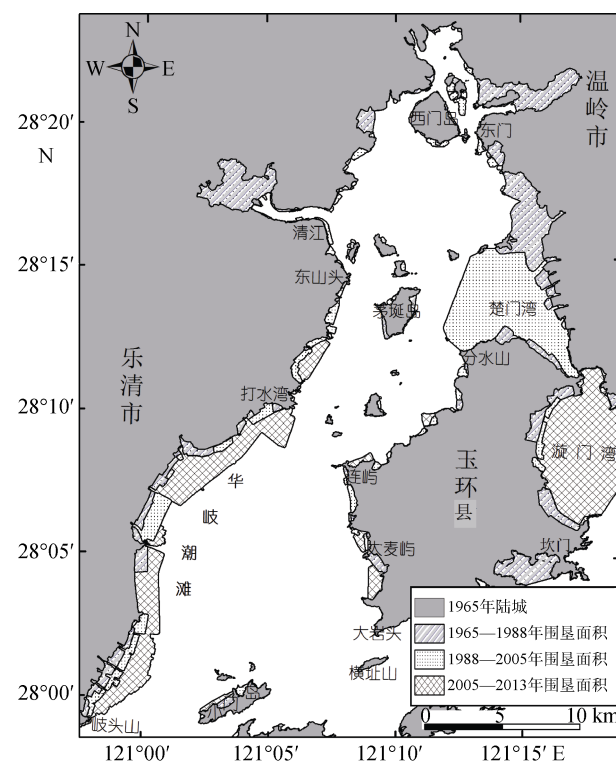 N
W E
S
28°20′
N
28°15′
28°10′
28°05′
28°00′
温岭市
西门岛
东门
清江
东山头
茅埏岛
楚门湾
分水山
乐清市
打水湾
漩门湾
玉环县
连屿
华岐潮滩
大麦屿
坎门
大岩头
横址山
岛
岐头山
1965年陆城
1965—1988年围垦面积
1988—2005年围垦面积
2005—2013年围垦面积
0 5 10 km
121°00′ 121°05′ 121°10′ 121°15′ E